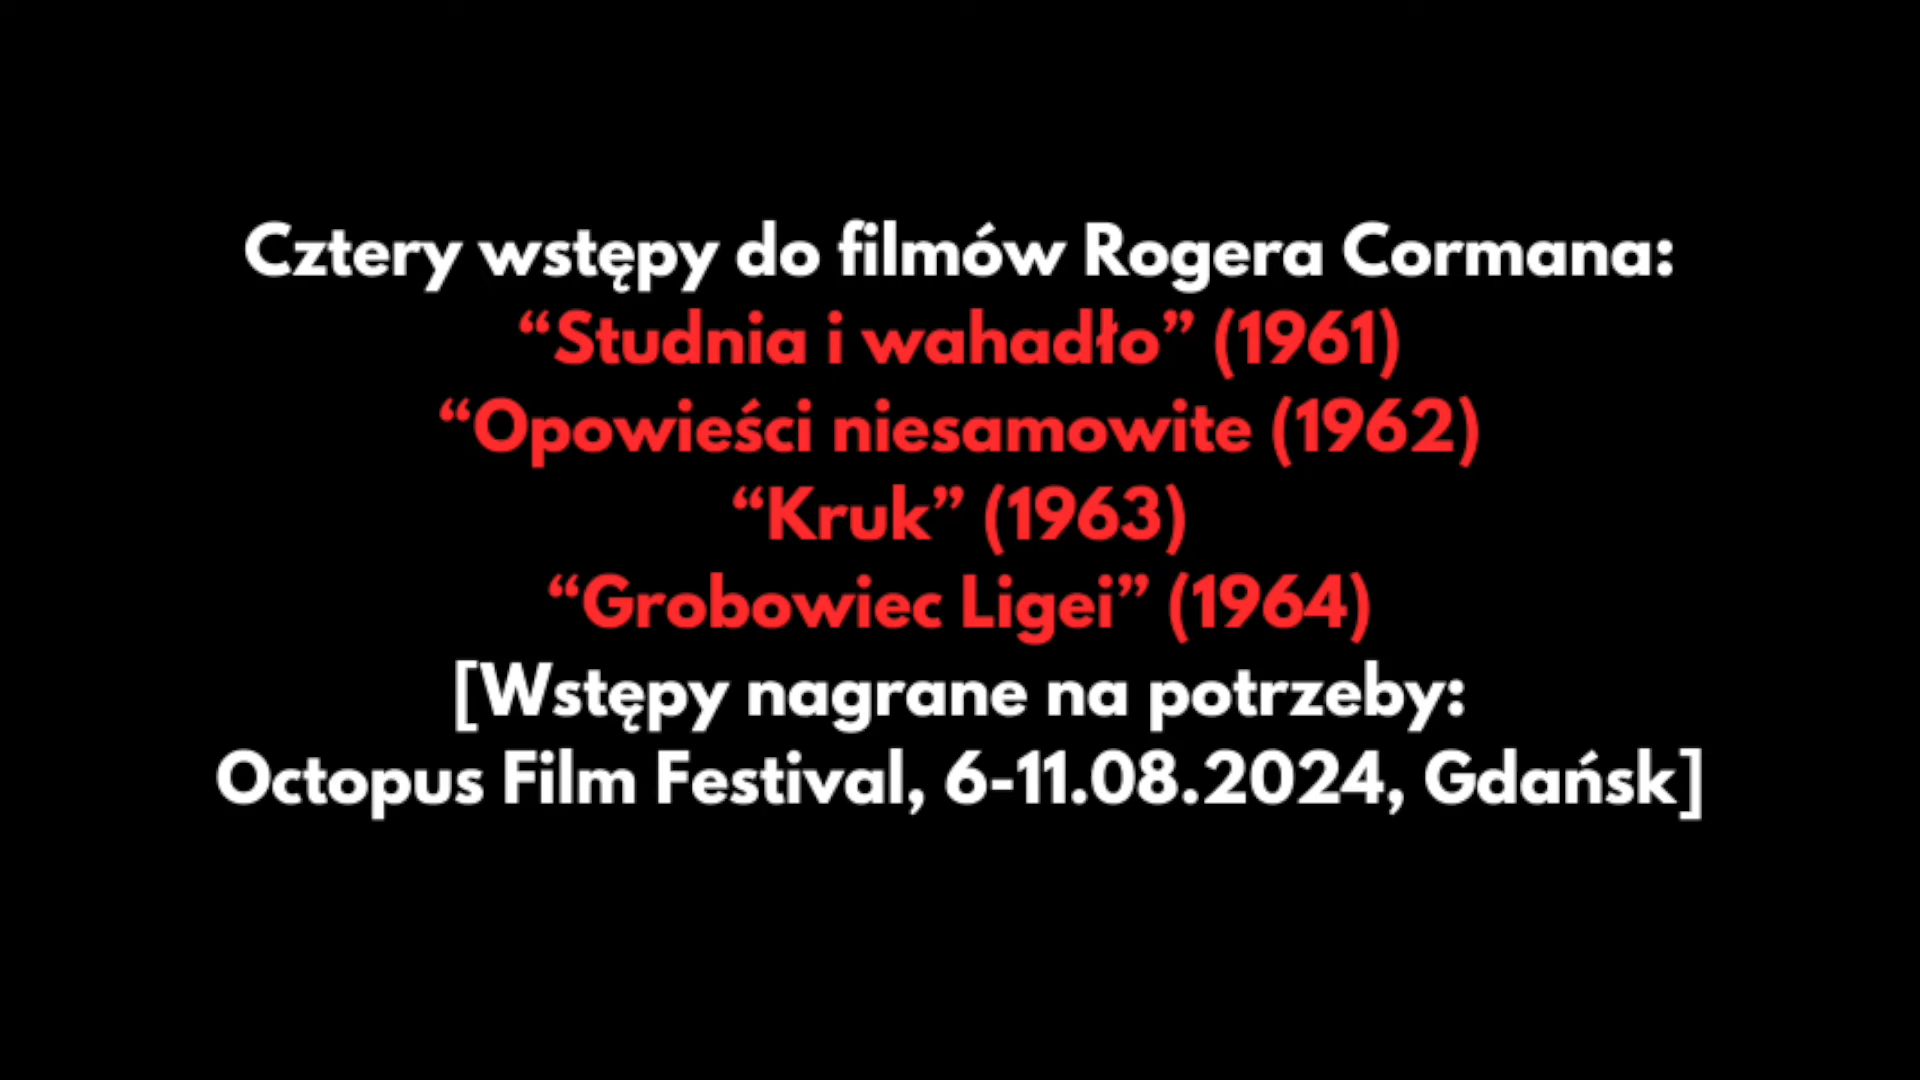 Cztery wstępy do filmów Rogera Cormana:
“Studnia i wahadło” (1961)
“Opowieści niesamowite (1962)
“Kruk” (1963)
“Grobowiec Ligei” (1964)
[Wstępy nagrane na potrzeby:
Octopus Film Festival, 6-11.08.2024, Gdańsk]